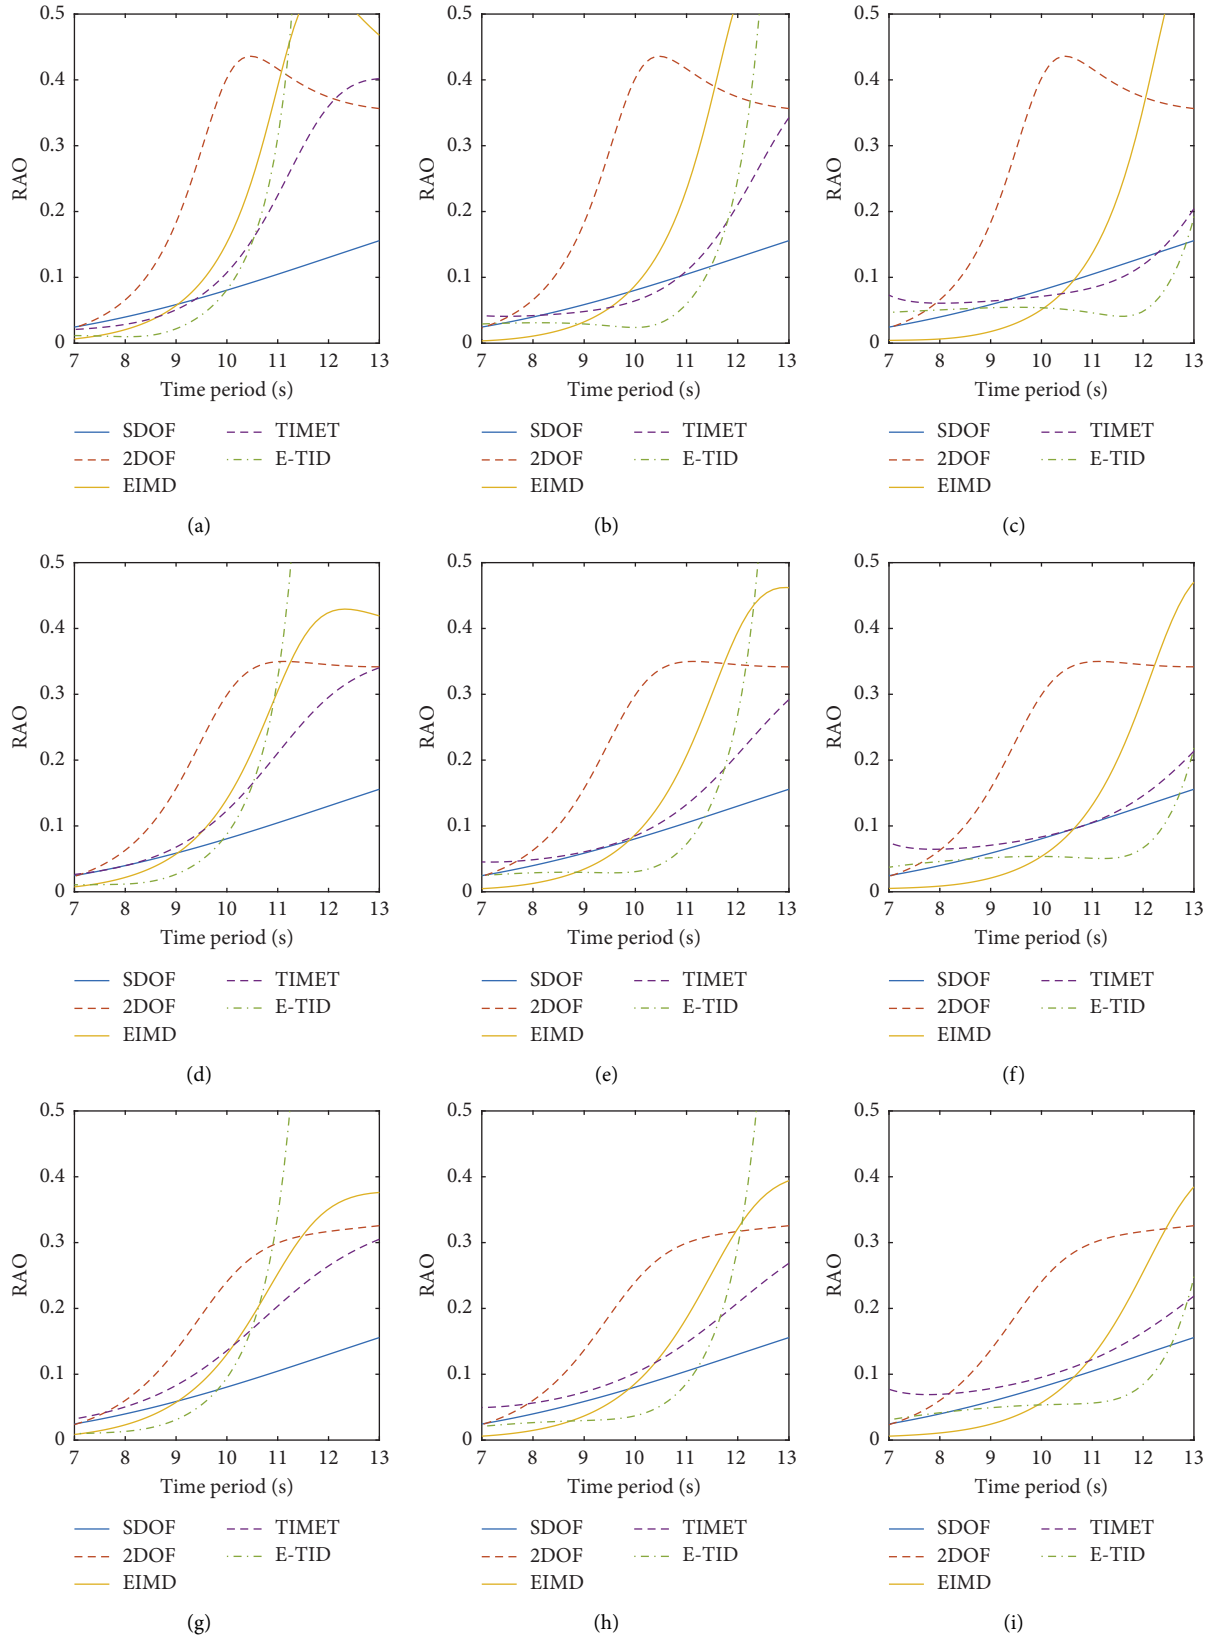 0.5 0.5 0.5
0.4 0.4 0.4
0.3 0.3 0.3
RAO RAO RAO
0.2 0.2 0.2
0.1 0.1 0.1
0 0 0
7 8 9 10 11 12 13 7 8 9 10 11 12 13 7 8 9 10 11 12 13
Time period (s) Time period (s) Time period (s)
SDOF TIMET SDOF TIMET SDOF TIMET
2DOF E-TID 2DOF E-TID 2DOF E-TID
EIMD EIMD EIMD
(a) (b) (c)
0.5 0.5 0.5
0.4 0.4 0.4
0.3 0.3 0.3
RAO RAO RAO
0.2 0.2 0.2
0.1 0.1 0.1
0 0 0
7 8 9 10 11 12 13 7 8 9 10 11 12 13 7 8 9 10 11 12 13
Time period (s) Time period (s) Time period (s)
SDOF TIMET SDOF TIMET SDOF TIMET
2DOF E-TID 2DOF E-TID 2DOF E-TID
EIMD EIMD EIMD
(d) (e) (f)
0.5 0.5 0.5
0.4 0.4 0.4
0.3 0.3 0.3
RAO RAO RAO
0.2 0.2 0.2
0.1 0.1 0.1
0 0 0
7 8 9 10 11 12 13 7 8 9 10 11 12 13 7 8 9 10 11 12 13
Time period (s) Time period (s) Time period (s)
SDOF TIMET SDOF TIMET SDOF TIMET
2DOF E-TID 2DOF E-TID 2DOF E-TID
EIMD EIMD EIMD
(g) (h) (i)